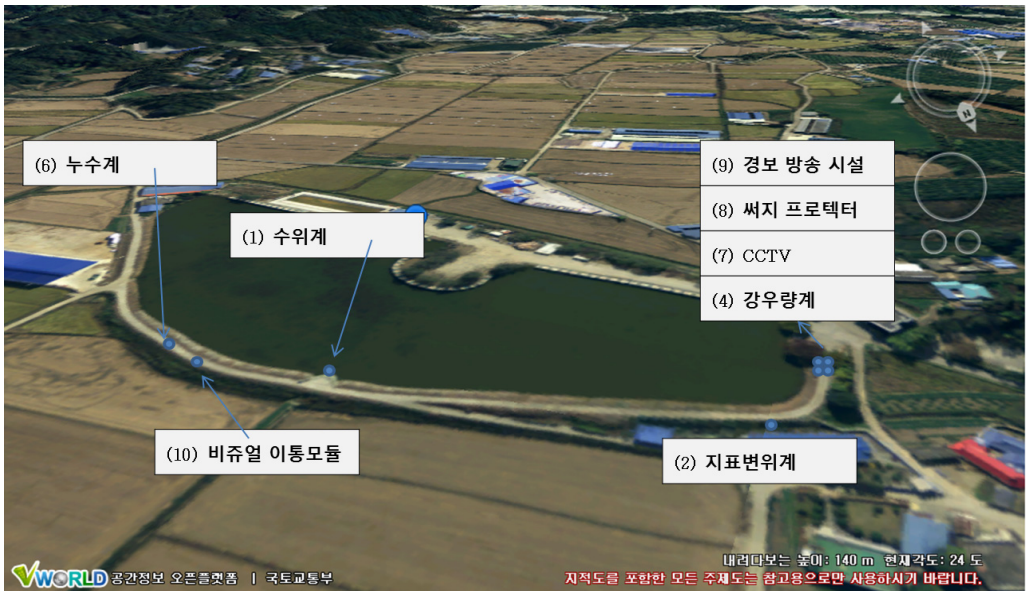 (6) 누수계
(9) 경보 방송 시설
(8) 써지 프로텍터
(1) 수위계
(7) CCTV
(4) 강우량계
(10) 비쥬얼 이통모듈
(2) 지표변위계
N
내려다보는 높이: 140 m 현재각도: 24 도
VWORLD 공간정보 오픈플랫폼 | 국토교통부
지적도를 포함한 모든 주제도는 참고용으로만 사용하시기 바랍니다.